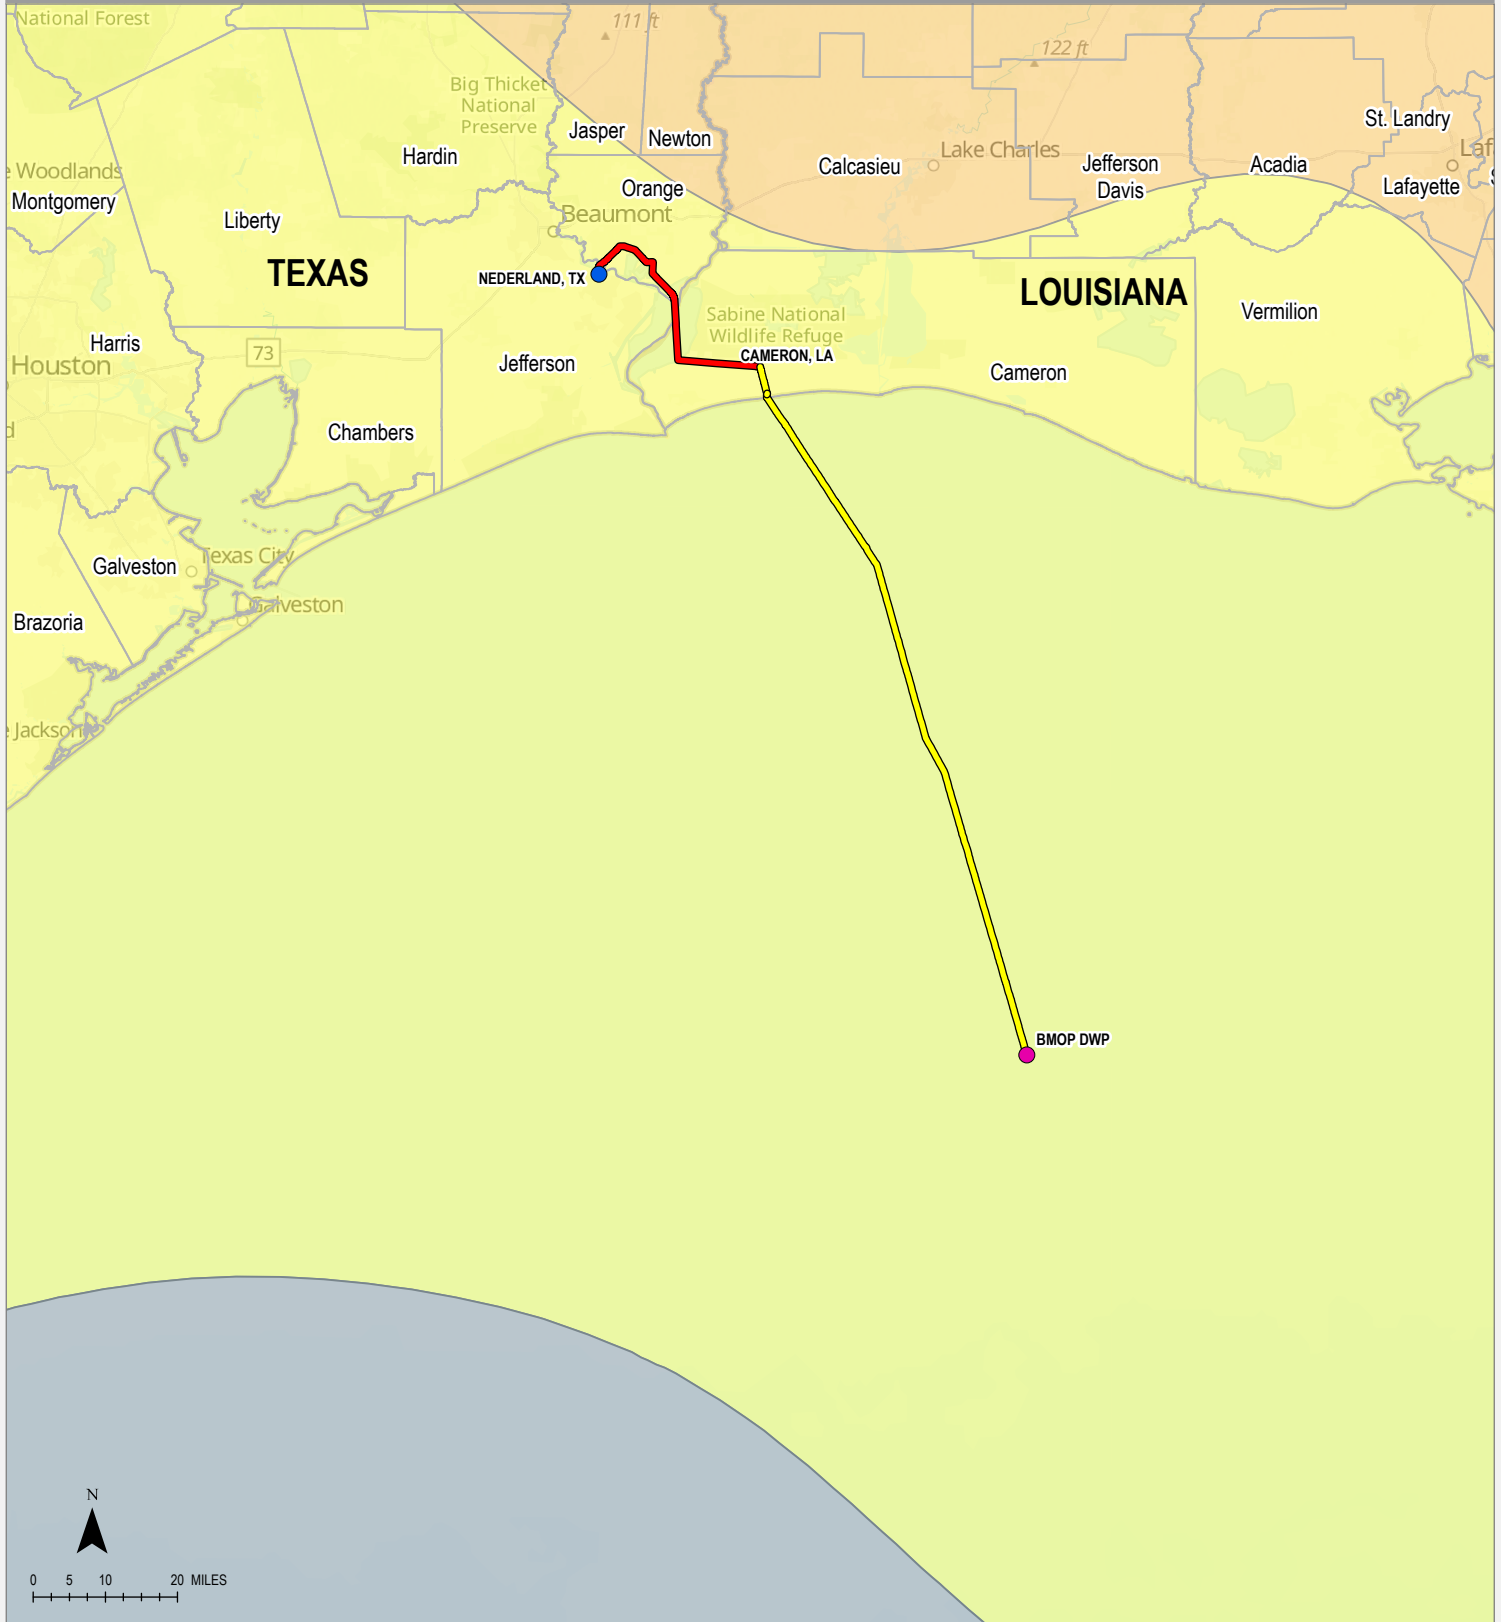 National Forest
111 ft
122 ft
Big Thicket
National
Preserve
St. Landry
Jasper
Newton
Lake Charles
Hardin
Calcasieu
Jefferson
Davis
Acadia
Woodlands
Montgomery
Orange
Lafayette
Liberty
Beaumont
TEXAS
NEDERLAND, TX
LOUISIANA
Sabine National
Wildlife Refuge
Vermilion
Harris
73
Houston
Jefferson
CAMERON, LA
Cameron
Chambers
Galveston
Texas City
Galveston
Brazoria
Jackson
BMOP DWP
N
0 5 10 20 MILES